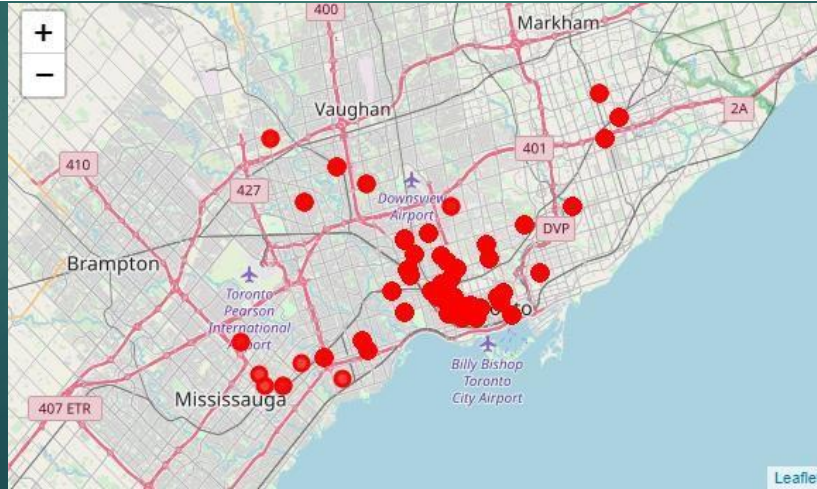 +
−
400
Markham
Vaughan
2A
401
410
427
Downsview
Airport
DVP
Brampton
Toronto
Pearson
International
Billy Bishop
Toronto
City Airport
Mississauga
407 ETR